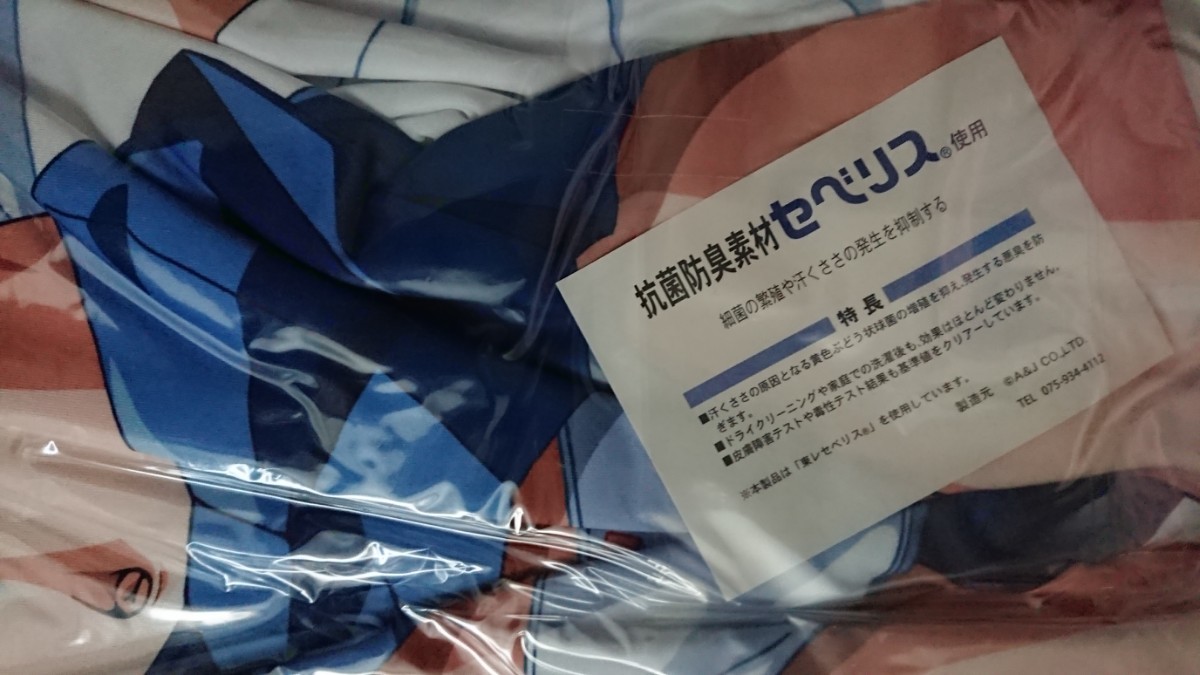 抗菌防臭素材セベリス®使用
細菌の繁殖や汗くささの発生を抑制する
特長
■汗くささの原因となる黄色ぶどう状球菌の増殖を抑え、発生する悪臭を防
ぎます。
■ドライクリーニングや家庭での洗濯後も、効果はほとんど変わりません。
■皮膚障害テストや毒性テスト結果も基準値をクリアーしています。
※本製品は「東レセベリス®」を使用しています。
製造元 ©A&J CO.,LTD.
TEL 075-934-4112